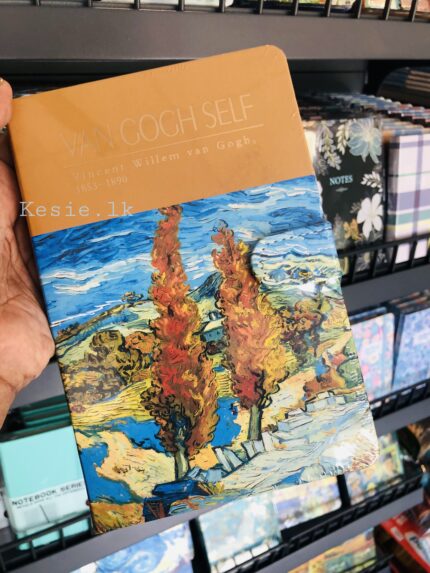 VAN GOGH SELF
Vincent Willem van Gogh.
1853-1890
Kesie.lk
NOTES
NOTEBOOK SERIE